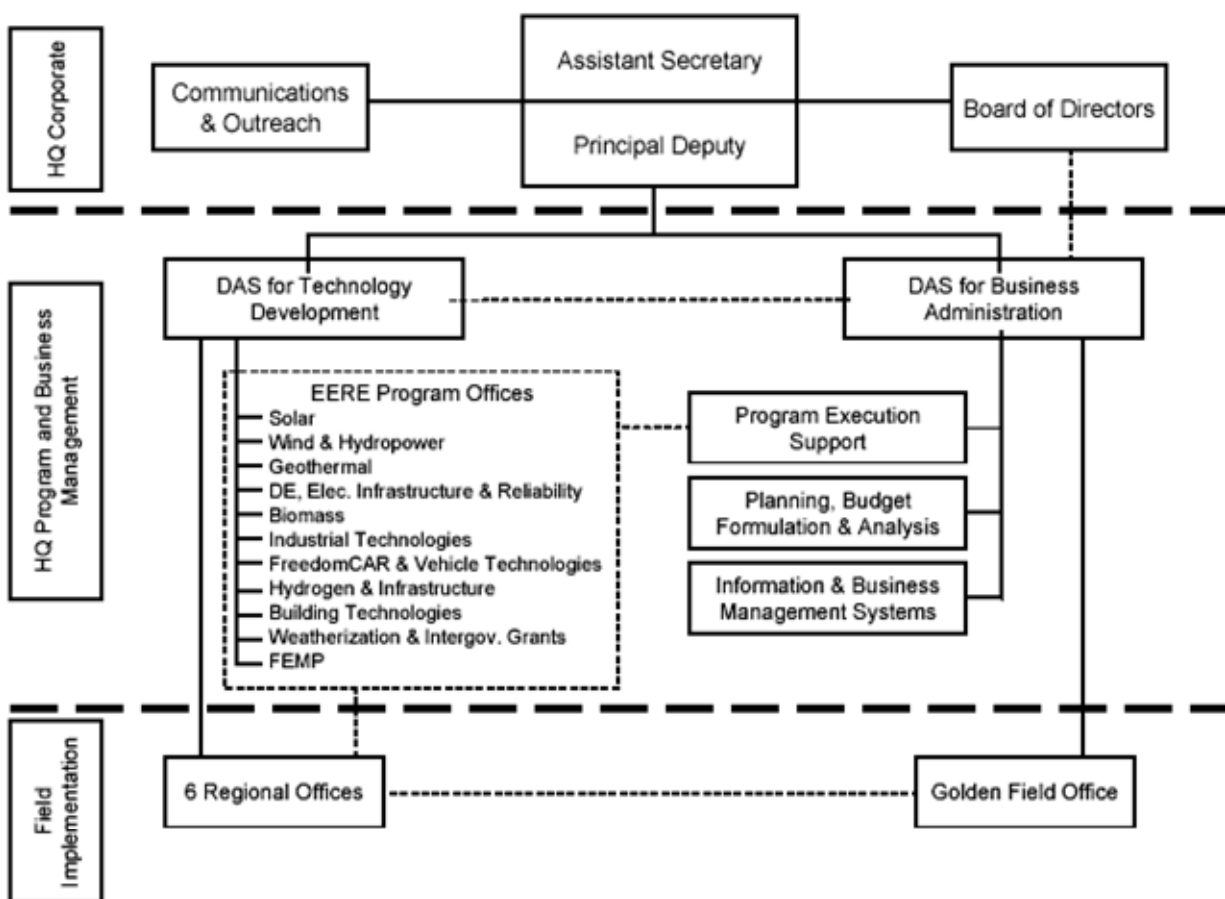 HQ Corporate
Communications
& Outreach
Assistant Secretary
Principal Deputy
Board of Directors
HQ Program and Business
Management
DAS for Technology
Development
DAS for Business
Administration
EERE Program Offices
Solar
Wind & Hydropower
Geothermal
DE, Elec. Infrastructure & Reliability
Biomass
Industrial Technologies
FreedomCAR & Vehicle Technologies
Hydrogen & Infrastructure
Building Technologies
Weatherization & Intergov. Grants
FEMP
Program Execution
Support
Planning, Budget
Formulation & Analysis
Information & Business
Management Systems
Field
Implementation
6 Regional Offices
Golden Field Office